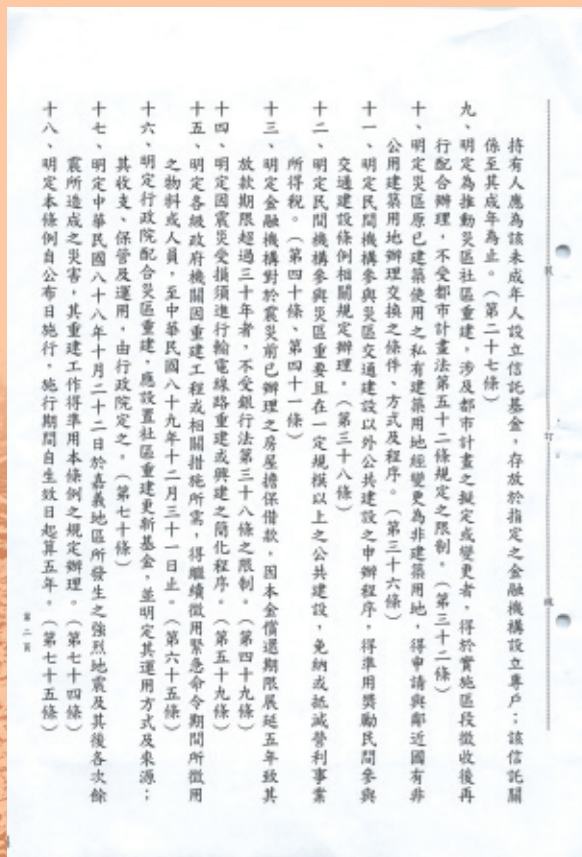 持有人應為該未成年人設立信託基金，存放於指定之金融機構設立專戶；該信託關
係至其成年為止。（第二十七條）
九、明定為推動災區社區重建，涉及都市計畫之擬定或變更者，得於實施區段徵收後再
行配合辦理，不受都市計畫法第五十二條規定之限制。（第三十二條）
十、明定災區原已建築使用之私有建築用地經變更為非建築用地，得申請與鄰近國有非
公用建築用地辦理交換之條件、方式及程序。（第三十六條）
十一、明定民間機構參與災區交通建設以外公共建設之申辦程序，得準用獎勵民間參與
交通建設條例相關規定辦理。（第三十八條）
十二、明定民間機構參與災區重要且在一定規模以上之公共建設，免納或抵減營利事業
所得稅。（第四十條、第四十一條）
十三、明定金融機構對於震災前已辦理之房屋擔保借款，因本金償還期限展延五年致其
放款期限超過三十年者，不受銀行法第三十八條之限制。（第四十九條）
十四、明定因震災受損須進行輸電線路重建或興建之簡化程序。（第五十九條）
十五、明定各級政府機關因重建工程或相關措施所需，得繼續徵用緊急命令期間所徵用
之物料或人員，至中華民國八十九年十二月三十一日止。（第六十五條）
十六、明定行政院配合災區重建，應設置社區重建更新基金，並明定其運用方式及來源；
其收支、保管及運用，由行政院定之。（第七十條）
十七、明定中華民國八十八年十月二十二日於嘉義地區所發生之強烈地震及其後各次餘
震所造成之災害，其重建工作得準用本條例之規定辦理。（第七十四條）
十八、明定本條例自公布日施行，施行期間自生效日起算五年。（第七十五條）
第二頁
訂
線